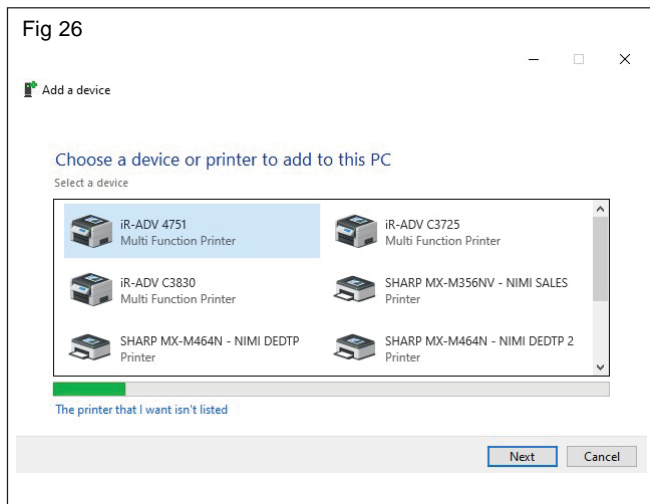 Fig 26
Add a device
Choose a device or printer to add to this PC
Select a device
iR-ADV 4751
Multi Function Printer
iR-ADV C3725
Multi Function Printer
iR-ADV C3830
Multi Function Printer
SHARP MX-M356NV - NIMI SALES
Printer
SHARP MX-M464N - NIMI DEDTP
Printer
SHARP MX-M464N - NIMI DEDTP 2
Printer
The printer that I want isn't listed
Next
Cancel